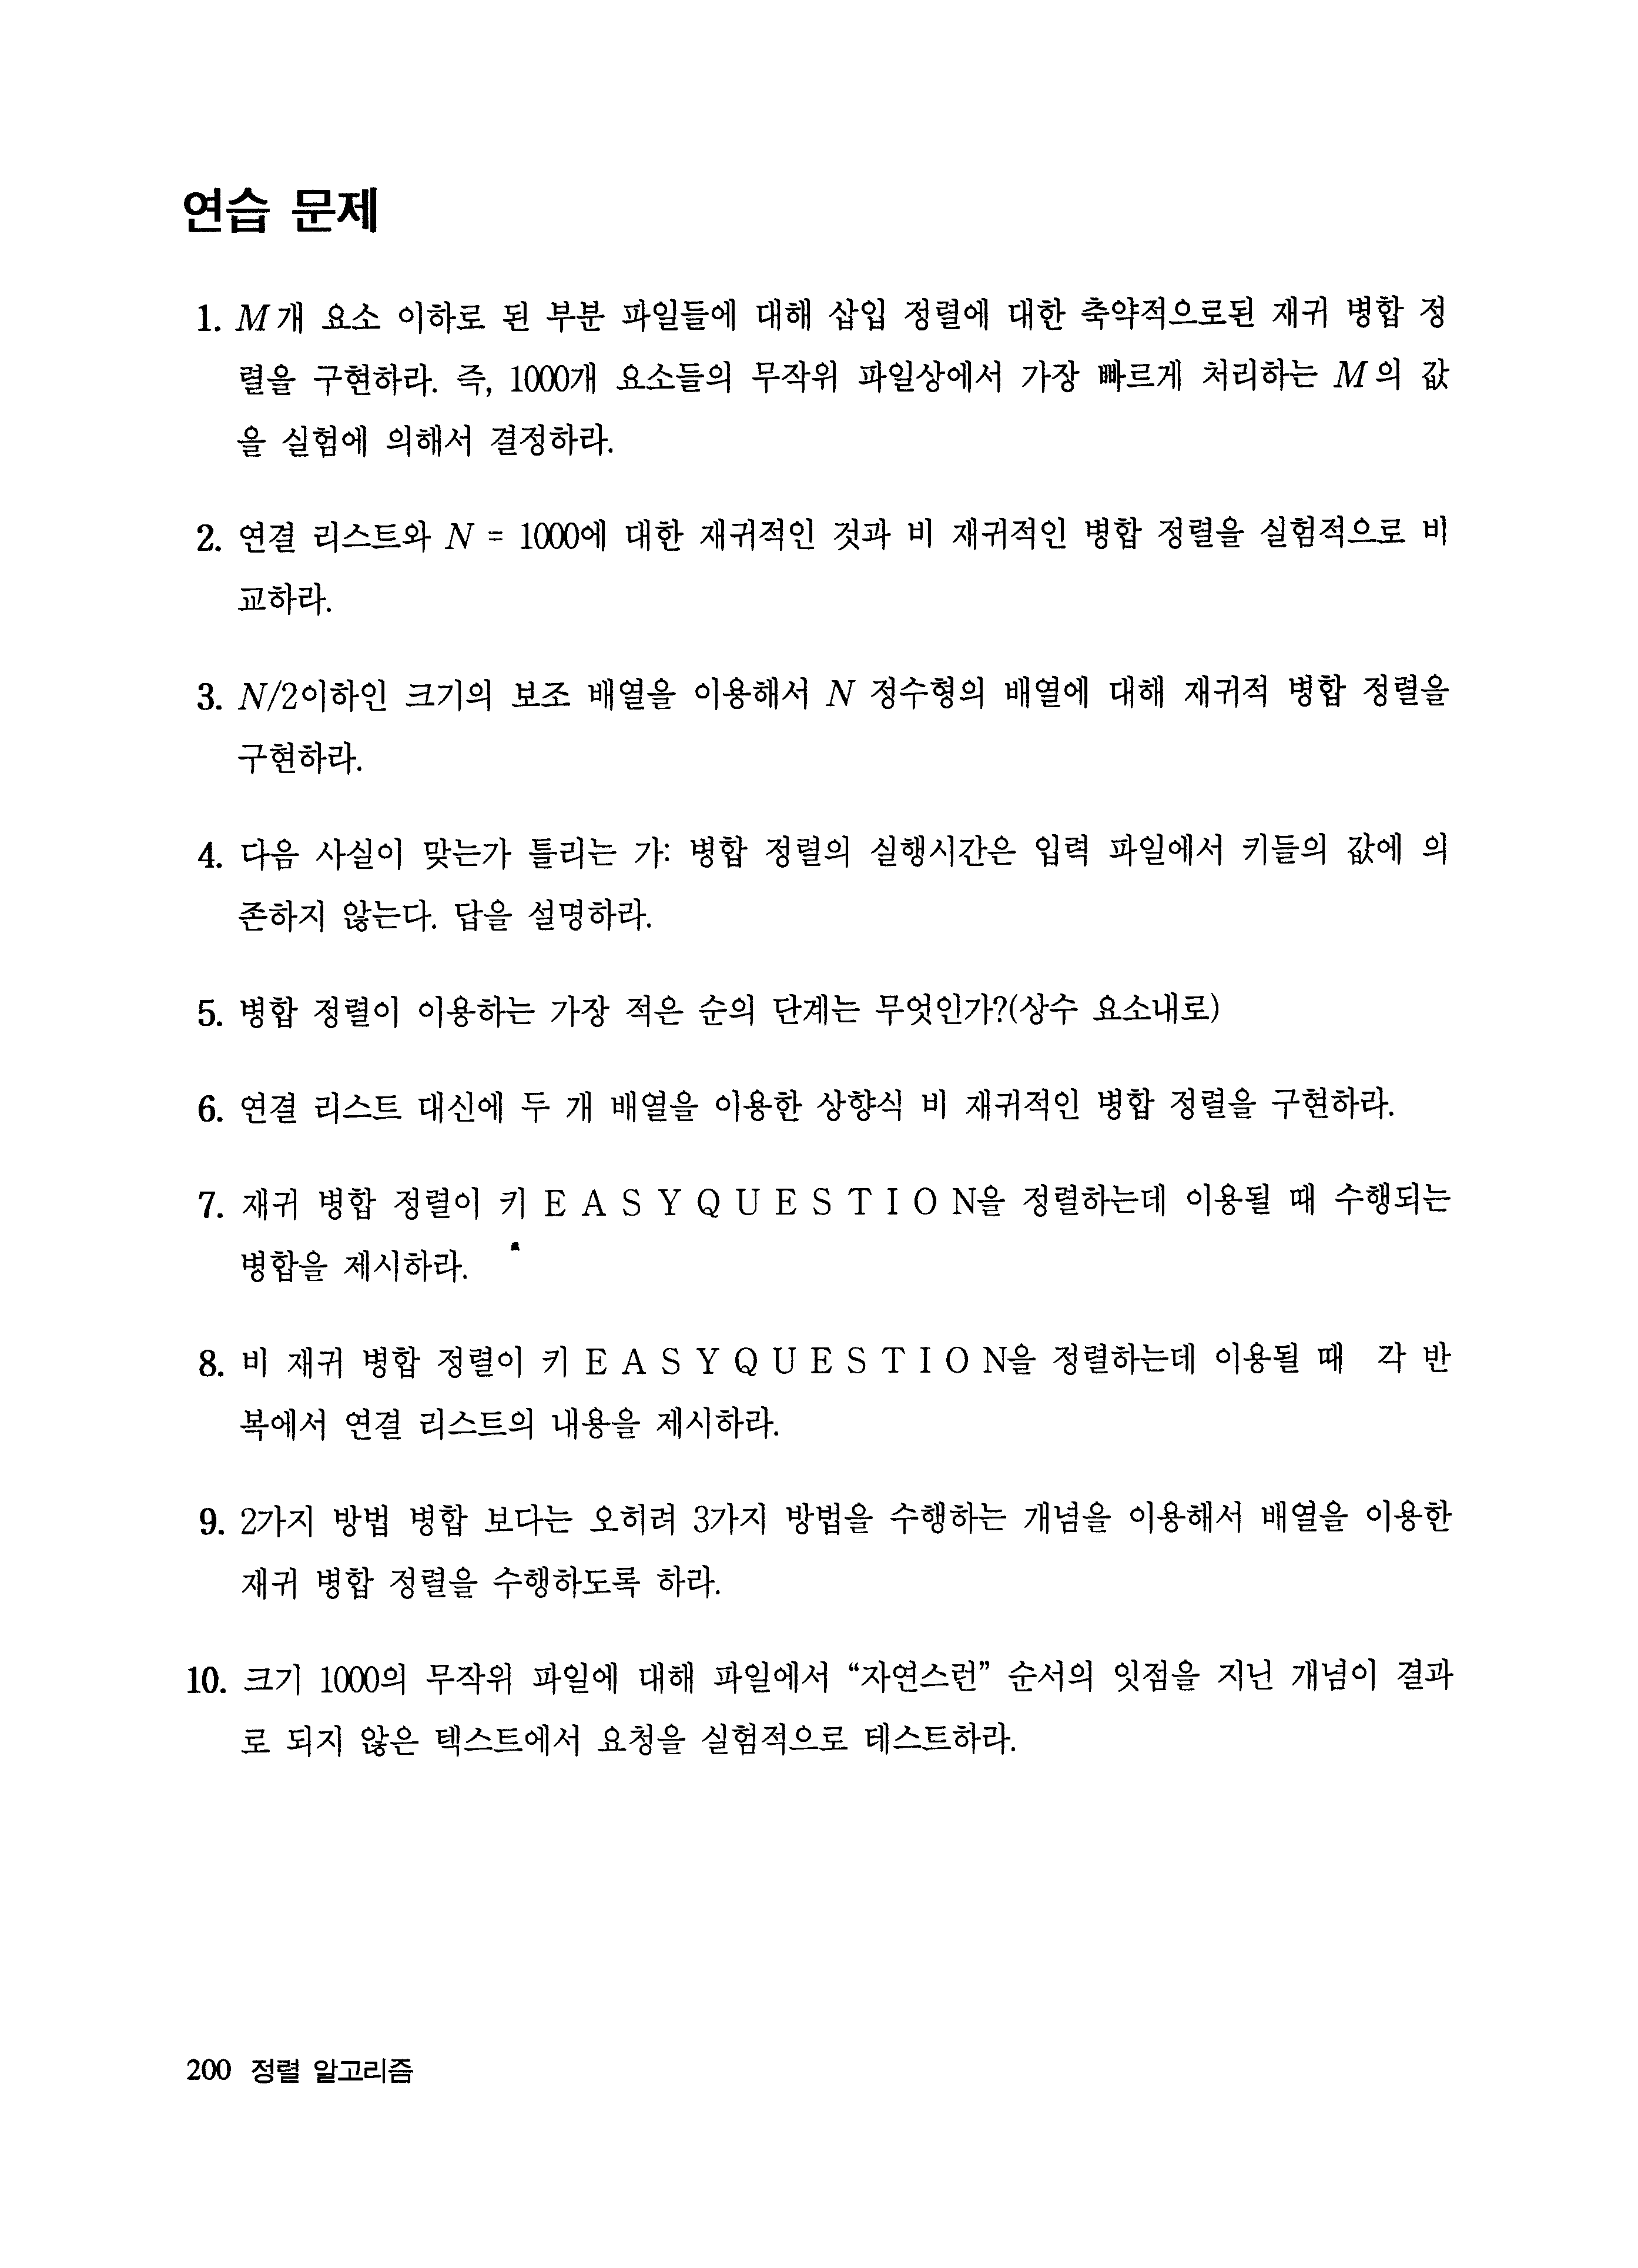 연습 문제
1. M개 요소 이하로 된 부분 파일들에 대해 삽입 정렬에 대한 축약적으로된 재귀 병합 정
렬을 구현하라. 즉, 1000개 요소들의 무작위 파일상에서 가장 빠르게 처리하는 M의 값
을 실험에 의해서 결정하라.
2. 연결 리스트와 N = 1000에 대한 재귀적인 것과 비 재귀적인 병합 정렬을 실험적으로 비
교하라.
3. N/2이하인 크기의 보조 배열을 이용해서 N 정수형의 배열에 대해 재귀적 병합 정렬을
구현하라.
4. 다음 사실이 맞는가 틀리는 가: 병합 정렬의 실행시간은 입력 파일에서 키들의 값에 의
존하지 않는다. 답을 설명하라.
5. 병합 정렬이 이용하는 가장 적은 순의 단계는 무엇인가?(상수 요소내로)
6. 연결 리스트 대신에 두 개 배열을 이용한 상향식 비 재귀적인 병합 정렬을 구현하라.
7. 재귀 병합 정렬이 키 E A S Y Q U E S T I O N을 정렬하는데 이용될 때 수행되는
병합을 제시하라.
8. 비 재귀 병합 정렬이 키 E A S Y Q U E S T I O N을 정렬하는데 이용될 때 각 반
복에서 연결 리스트의 내용을 제시하라.
9. 2가지 방법 병합 보다는 오히려 3가지 방법을 수행하는 개념을 이용해서 배열을 이용한
재귀 병합 정렬을 수행하도록 하라.
10. 크기 1000의 무작위 파일에 대해 파일에서 “자연스런” 순서의 잇점을 지닌 개념이 결과
로 되지 않은 텍스트에서 요청을 실험적으로 테스트하라.
200 정렬 알고리즘